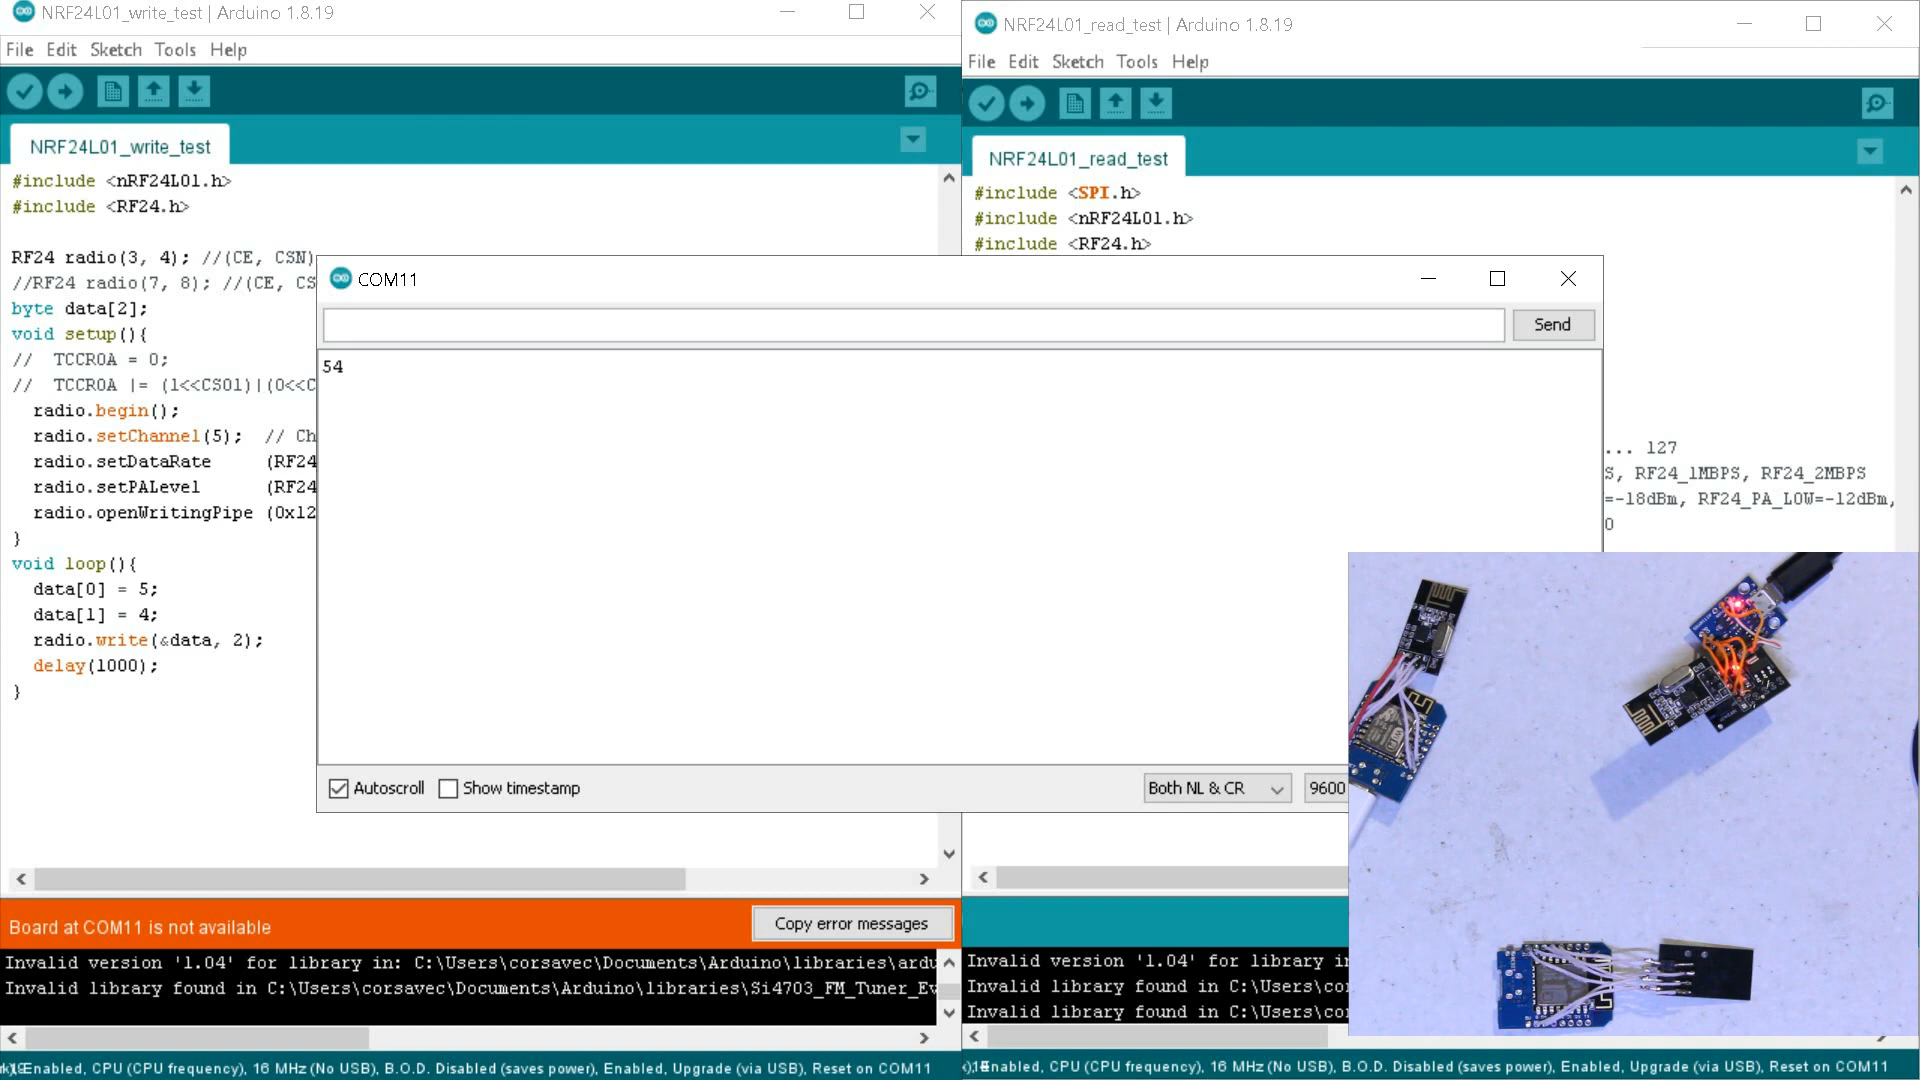 NRF24L01_write_test | Arduino 1.8.19
File Edit Sketch Tools Help
NRF24L01_write_test
#include <nRF24L01.h>
#include <RF24.h>
RF24 radio(3, 4); //(CE, CSN)
//RF24 radio(7, 8); //(CE, CS
byte data[2];
void setup(){
//  TCCR0A = 0;
//  TCCR0A |= (1<<CS01)|(0<<C
radio.begin();
radio.setChannel(5);  // Ch
radio.setDataRate     (RF24
radio.setPALevel      (RF24
radio.openWritingPipe (0x12
}
void loop(){
data[0] = 5;
data[1] = 4;
radio.write(&data, 2);
delay(1000);
}
Board at COM11 is not available
Copy error messages
Invalid version '1.04' for library in: C:\Users\corsavec\Documents\Arduino\libraries\ardu
Invalid library found in C:\Users\corsavec\Documents\Arduino\libraries\Si4703_FM_Tuner_Ev
Enabled, CPU (CPU frequency), 16 MHz (No USB), B.O.D. Disabled (saves power), Enabled, Upgrade (via USB), Reset on COM11
NRF24L01_read_test | Arduino 1.8.19
File Edit Sketch Tools Help
NRF24L01_read_test
#include <SPI.h>
#include <nRF24L01.h>
#include <RF24.h>
... 127
S, RF24_1MBPS, RF24_2MBPS
=-18dBm, RF24_PA_LOW=-12dBm,
0
Invalid version '1.04' for library in
Invalid library found in C:\Users\co
Invalid library found in C:\Users\co
Enabled, CPU (CPU frequency), 16 MHz (No USB), B.O.D. Disabled (saves power), Enabled, Upgrade (via USB), Reset on COM11
COM11
Send
54
Autoscroll
Show timestamp
Both NL & CR
9600